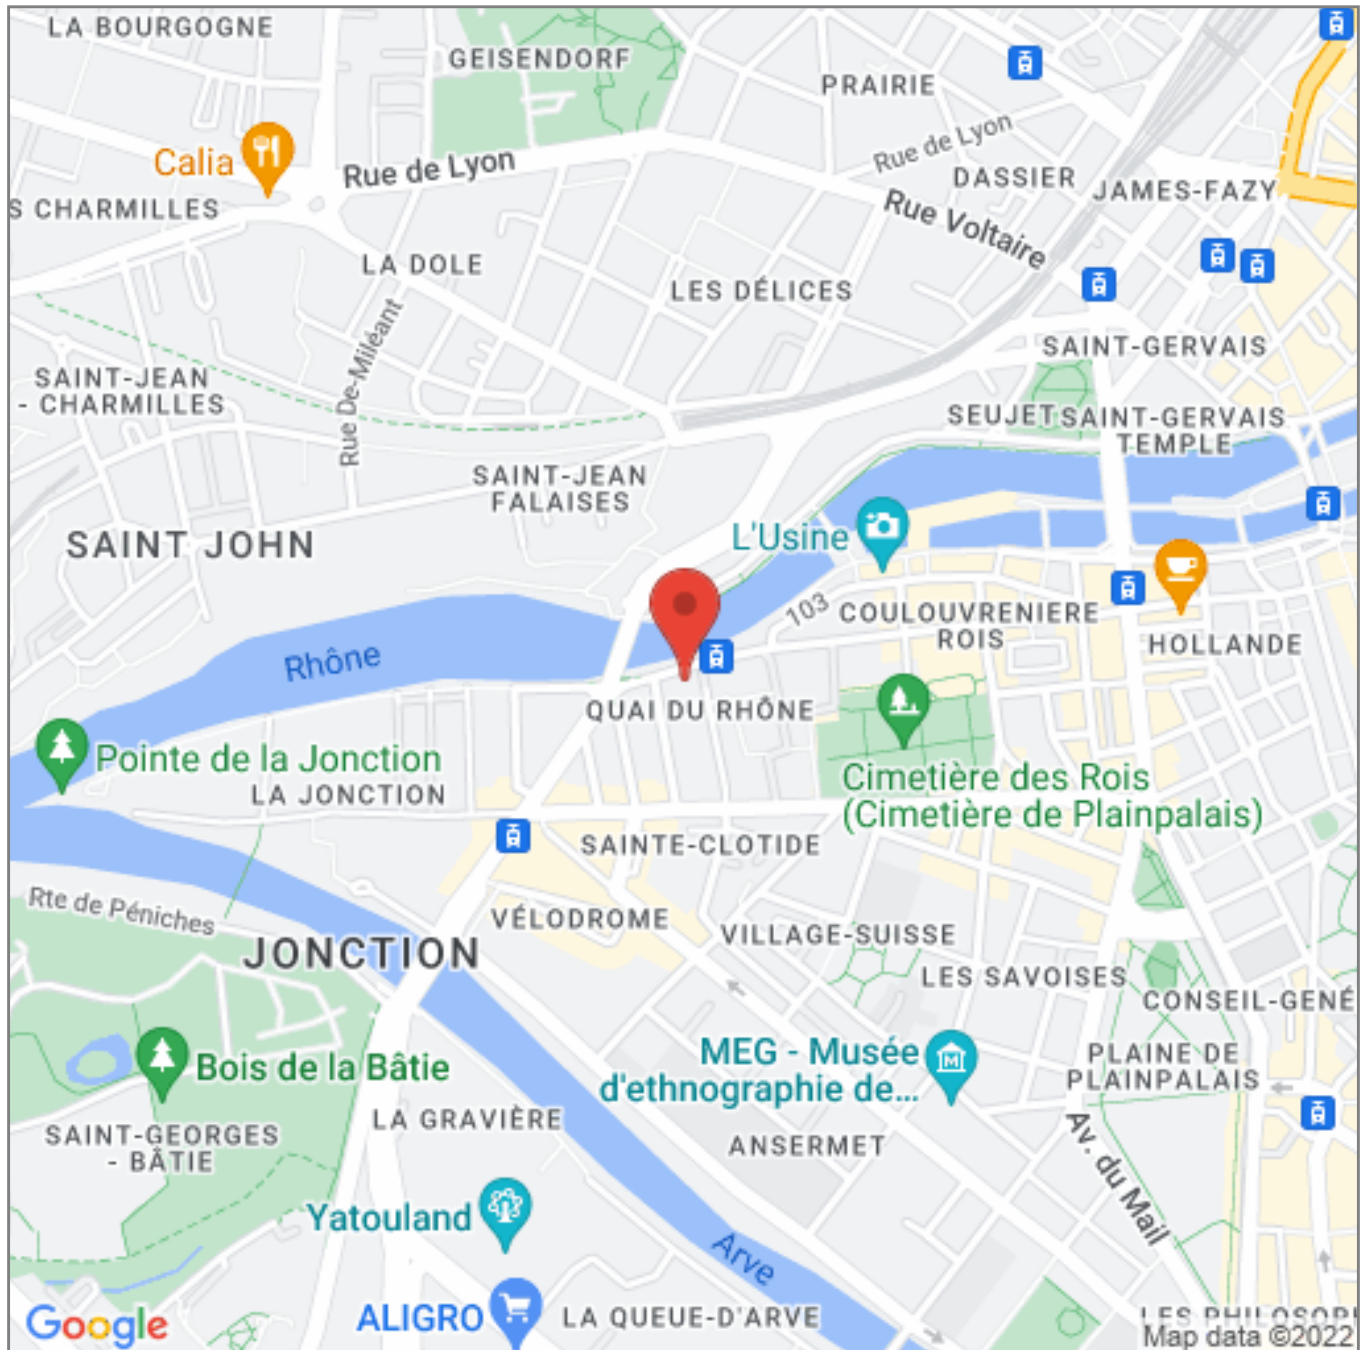 LA BOURGOGNE
GEISENDORF
PRAIRIE
Rue de Lyon
Calia
Rue de Lyon
DASSIER
JAMES-FAZY
S CHARMILLES
Rue Voltaire
LA DOLE
LES DÉLICES
Rue De-Miléant
SAINT-GERVAIS
SAINT-JEAN
- CHARMILLES
SEUJET
SAINT-GERVAIS
TEMPLE
SAINT-JEAN
FALAISES
SAINT JOHN
L'Usine
103
COULOUVRENIERE
ROIS
HOLLANDE
Rhône
QUAI DU RHÔNE
Pointe de la Jonction
LA JONCTION
Cimetière des Rois
(Cimetière de Plainpalais)
SAINTE-CLOTIDE
Rte de Péniches
VÉLODROME
VILLAGE-SUISSE
JONCTION
LES SAVOISES
CONSEIL-GENÉ
MEG - Musée
d'ethnographie de...
PLAINE DE
PLAINPALAIS
Bois de la Bâtie
LA GRAVIÈRE
SAINT-GEORGES
- BÂTIE
ANSERMET
Av. du Mail
Yatouland
Arve
ALIGRO
LA QUEUE-D'ARVE
LES PHILOSOPH
Google
Map data ©2022